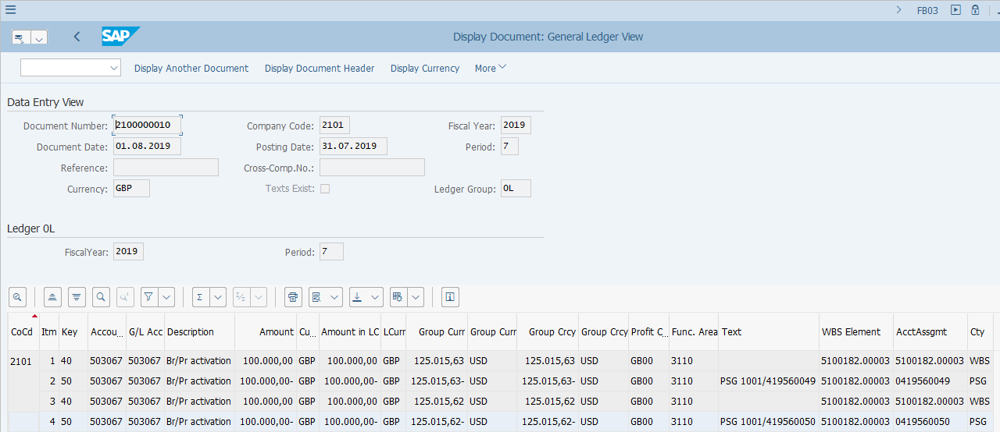 FB03
SAP Display Document: General Ledger View
Display Another Document Display Document Header Display Currency More
Data Entry View
Document Number: 2100000010 Company Code: 2101 Fiscal Year: 2019
Document Date: 01.08.2019 Posting Date: 31.07.2019 Period: 7
Reference: Cross-Comp.No.:
Currency: GBP Texts Exist: Ledger Group: 0L
Ledger 0L
FiscalYear: 2019 Period: 7
CoCd Itm Key Accou... G/L Acc Description Amount Cu... Amount in LC LCurr Group Curr Group Curr Group Crcy Group Crcy Profit C... Func. Area Text WBS Element AcctAssgmt Cty
2101 1 40 503067 503067 Br/Pr activation 100.000,00 GBP 100.000,00 GBP 125.015,63 USD 125.015,63 USD GB00 3110 5100182.00003 5100182.00003 WBS
2 50 503067 503067 Br/Pr activation 100.000,00- GBP 100.000,00- GBP 125.015,63- USD 125.015,63- USD GB00 3110 PSG 1001/419560049 5100182.00003 0419560049 PSG
3 40 503067 503067 Br/Pr activation 100.000,00 GBP 100.000,00 GBP 125.015,62 USD 125.015,62 USD GB00 3110 5100182.00003 5100182.00003 WBS
4 50 503067 503067 Br/Pr activation 100.000,00- GBP 100.000,00- GBP 125.015,62- USD 125.015,62- USD GB00 3110 PSG 1001/419560050 5100182.00003 0419560050 PSG